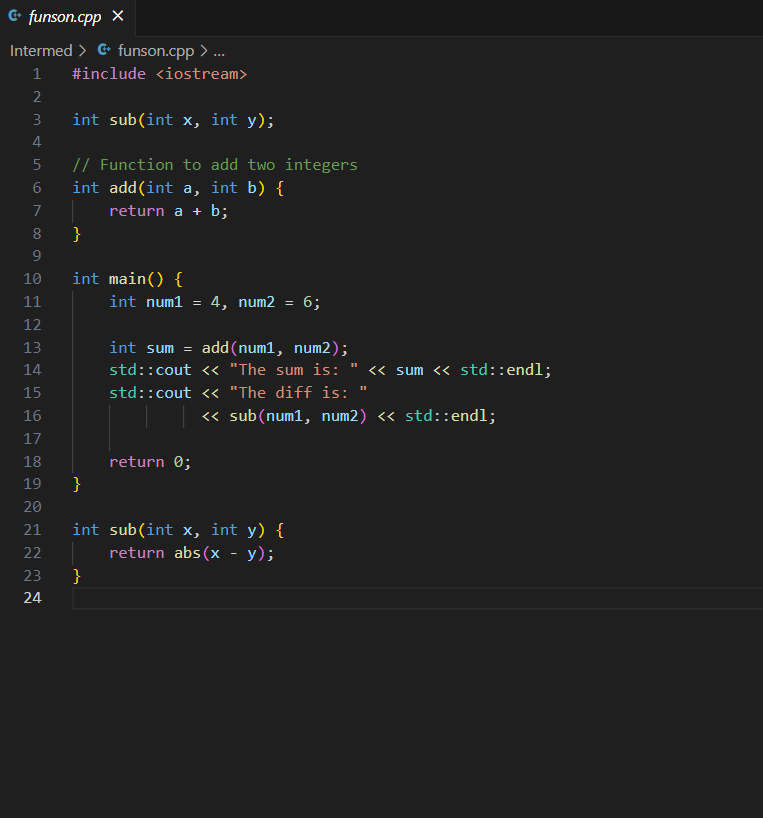 funson.cpp ×
Intermed > funson.cpp > ...
1 #include <iostream>
2
3 int sub(int x, int y);
4
5 // Function to add two integers
6 int add(int a, int b) {
7     return a + b;
8 }
9
10 int main() {
11     int num1 = 4, num2 = 6;
12
13     int sum = add(num1, num2);
14     std::cout << "The sum is: " << sum << std::endl;
15     std::cout << "The diff is: "
16               << sub(num1, num2) << std::endl;
17
18     return 0;
19 }
20
21 int sub(int x, int y) {
22     return abs(x - y);
23 }
24